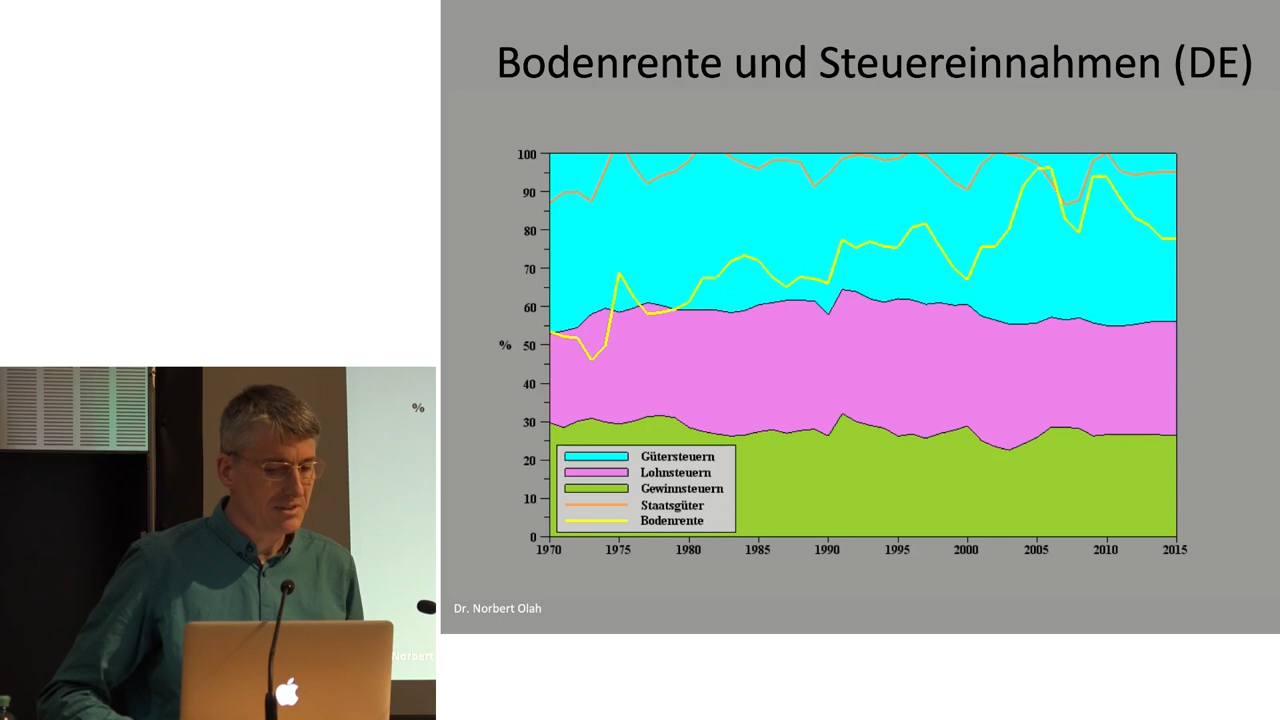 Bodenrente und Steuereinnahmen (DE)
100
90
80
70
60
% 50
40
30
20
10
0
Gütersteuern
Lohnsteuern
Gewinnsteuern
Staatsgüter
Bodenrente
1970 1975 1980 1985 1990 1995 2000 2005 2010 2015
Dr. Norbert Olah
%
Norbert